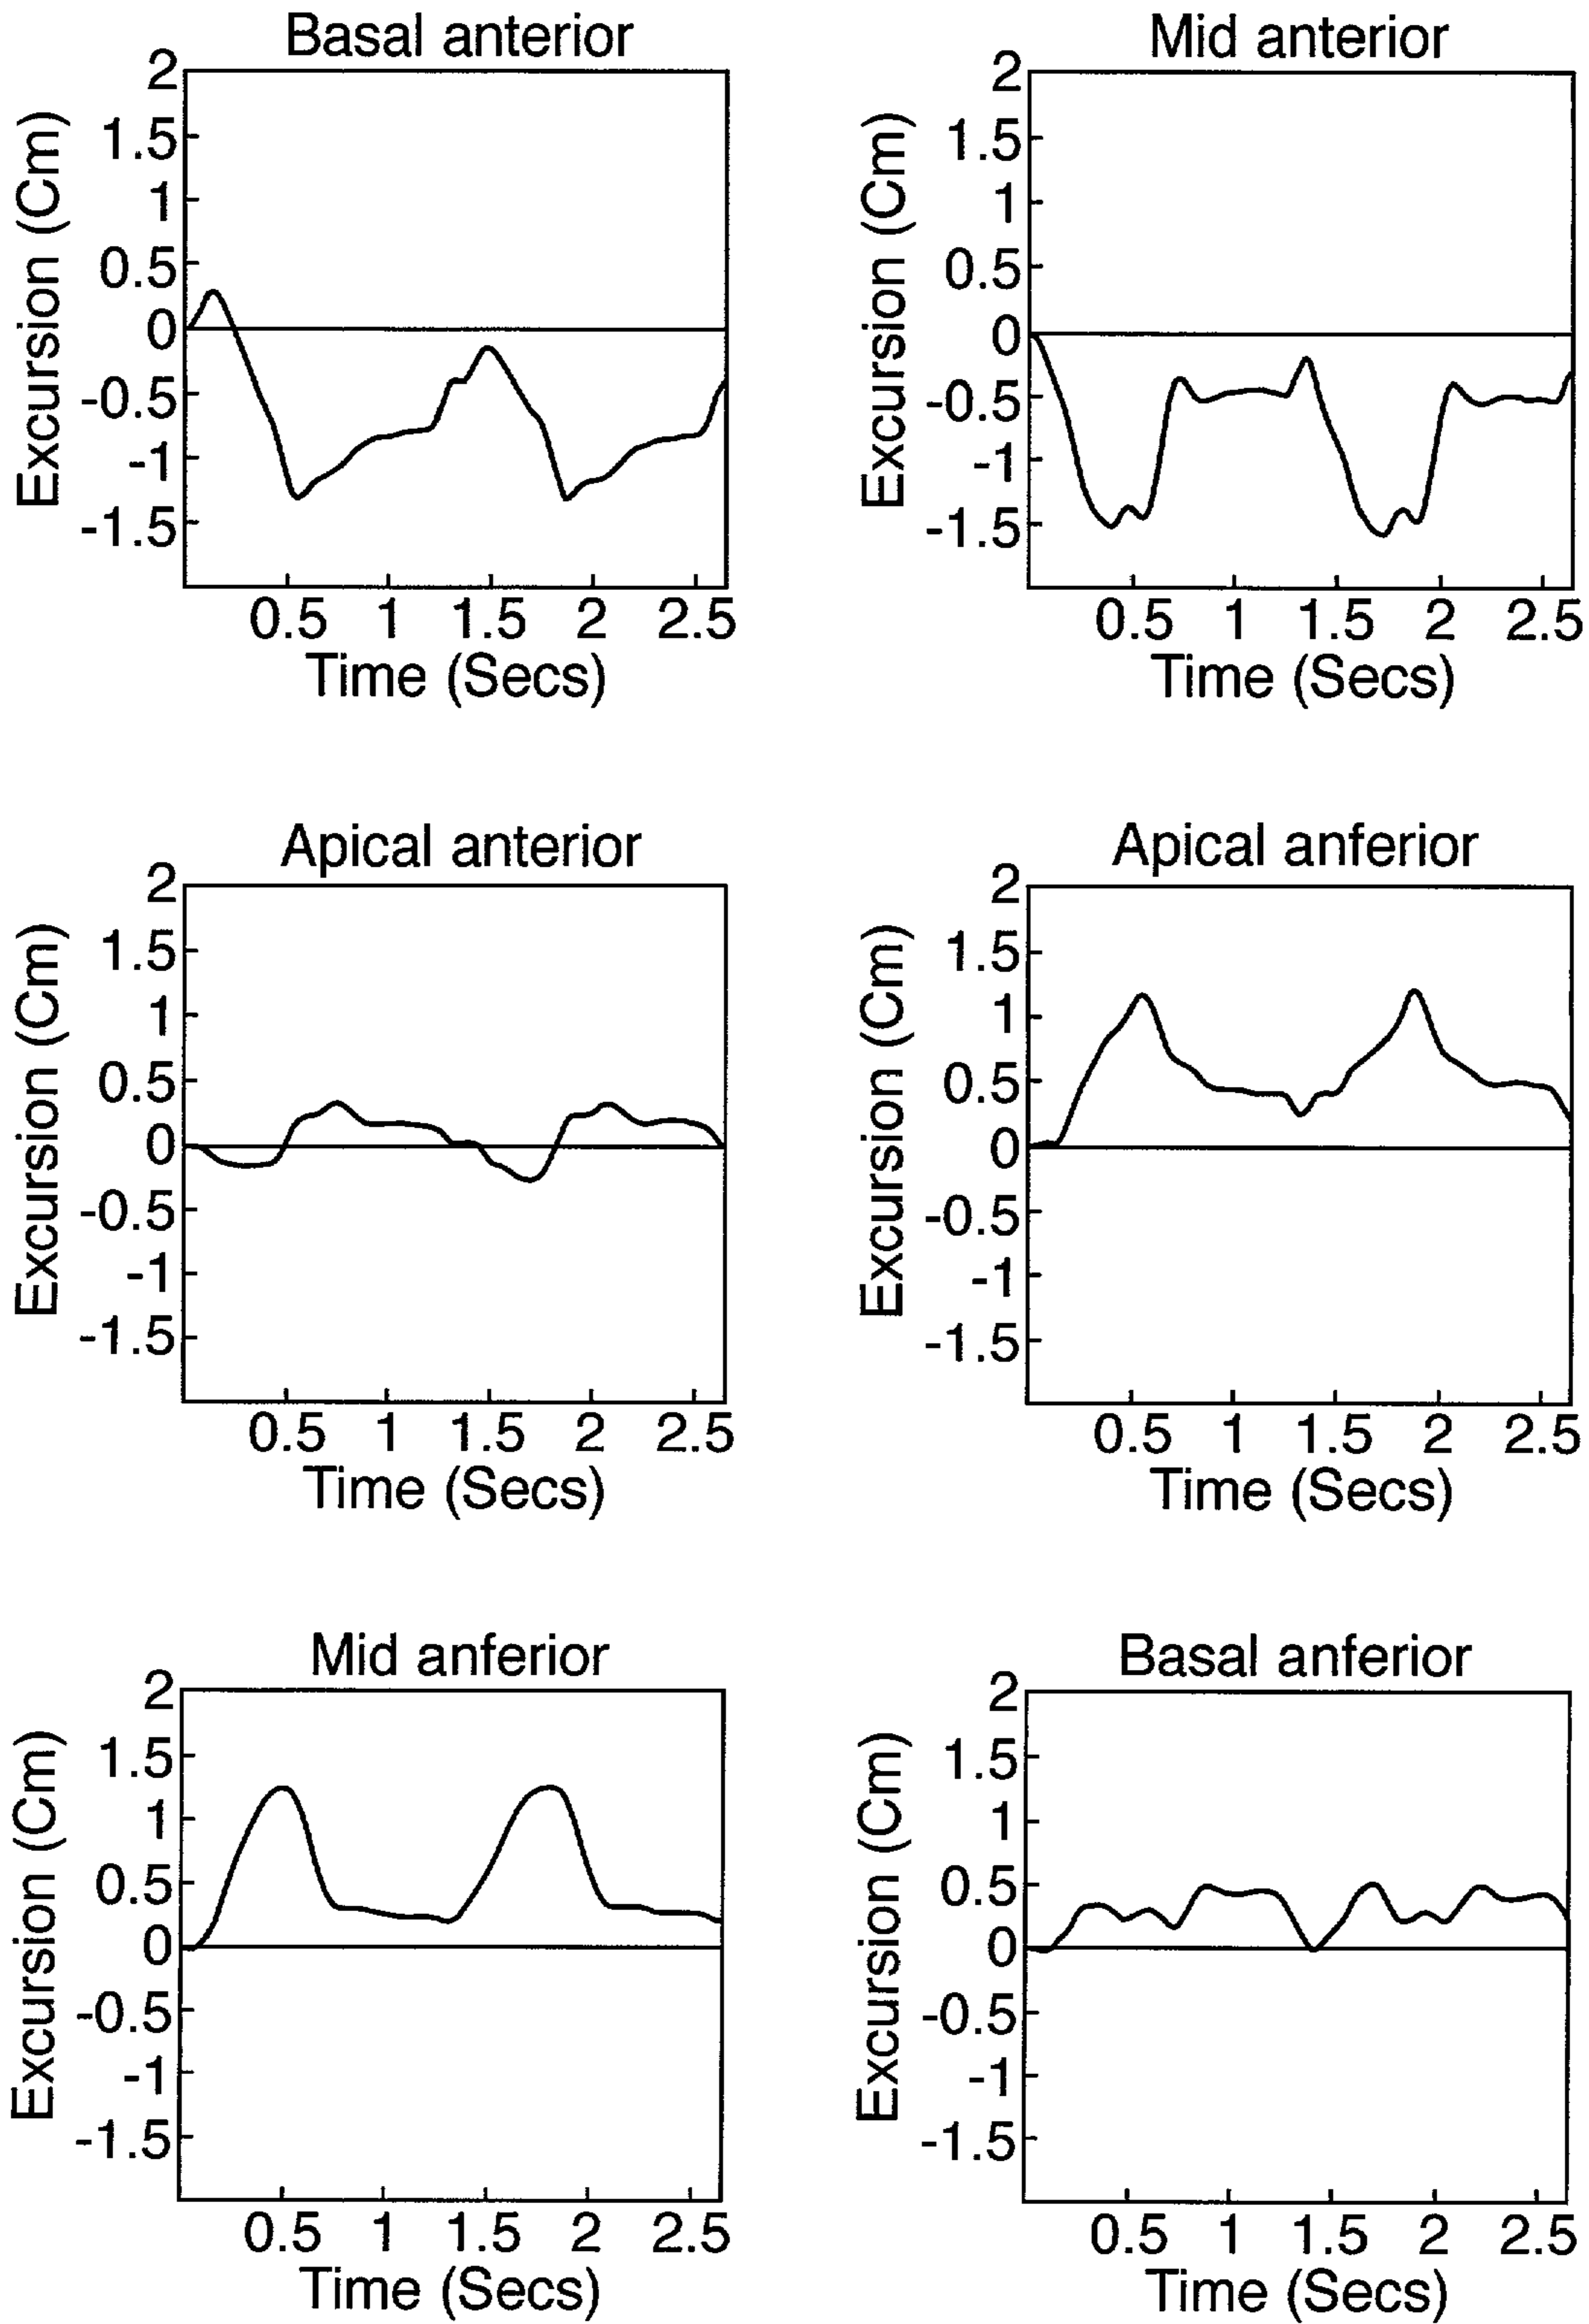 Basal anterior
Excursion (Cm)
2
1.5
1
0.5
0
-0.5
-1
-1.5
0.5 1 1.5 2 2.5
Time (Secs)
Mid anterior
Excursion (Cm)
2
1.5
1
0.5
0
-0.5
-1
-1.5
0.5 1 1.5 2 2.5
Time (Secs)
Apical anterior
Excursion (Cm)
2
1.5
1
0.5
0
-0.5
-1
-1.5
0.5 1 1.5 2 2.5
Time (Secs)
Apical anferior
Excursion (Cm)
2
1.5
1
0.5
0
-0.5
-1
-1.5
0.5 1 1.5 2 2.5
Time (Secs)
Mid anferior
Excursion (Cm)
2
1.5
1
0.5
0
-0.5
-1
-1.5
0.5 1 1.5 2 2.5
Time (Secs)
Basal anferior
Excursion (Cm)
2
1.5
1
0.5
0
-0.5
-1
-1.5
0.5 1 1.5 2 2.5
Time (Secs)